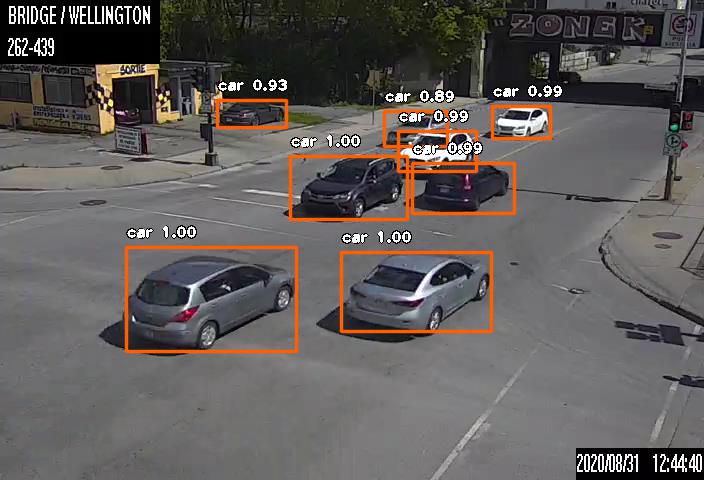 BRIDGE / WELLINGTON
262-439
SORTIE
"ZONEK
car 0.93
car 0.89
car 0.99
car 0.99
car 0.99
car 1.00
car 1.00
car 1.00
2020/08/31 12:44:40